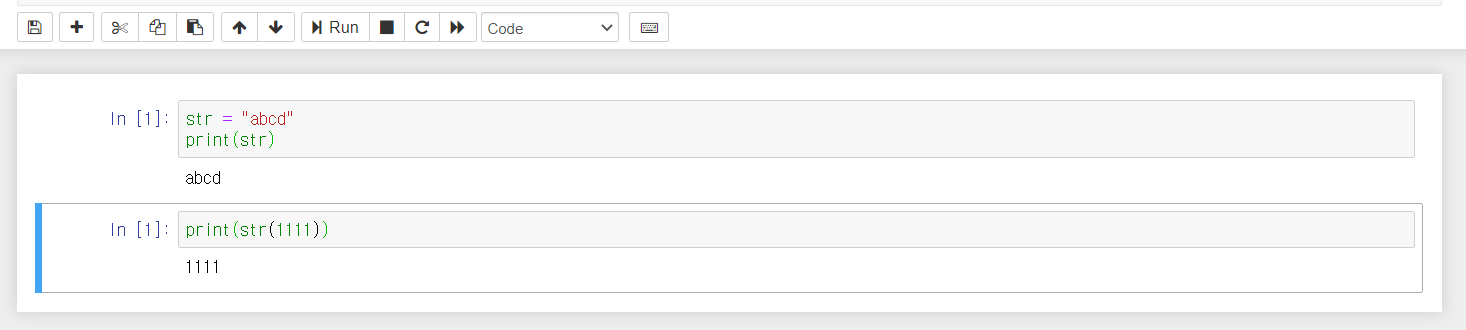 Run
Code
In [1]:
str = "abcd"
print(str)
abcd
In [1]:
print(str(1111))
1111